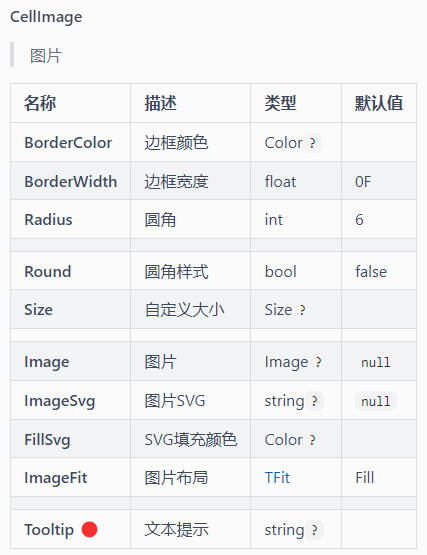 CellImage
图片
名称 描述 类型 默认值
BorderColor 边框颜色 Color ?
BorderWidth 边框宽度 float 0F
Radius 圆角 int 6
Round 圆角样式 bool false
Size 自定义大小 Size ?
Image 图片 Image ? null
ImageSvg 图片SVG string ? null
FillSvg SVG填充颜色 Color ?
ImageFit 图片布局 TFit Fill
Tooltip 文本提示 string ?